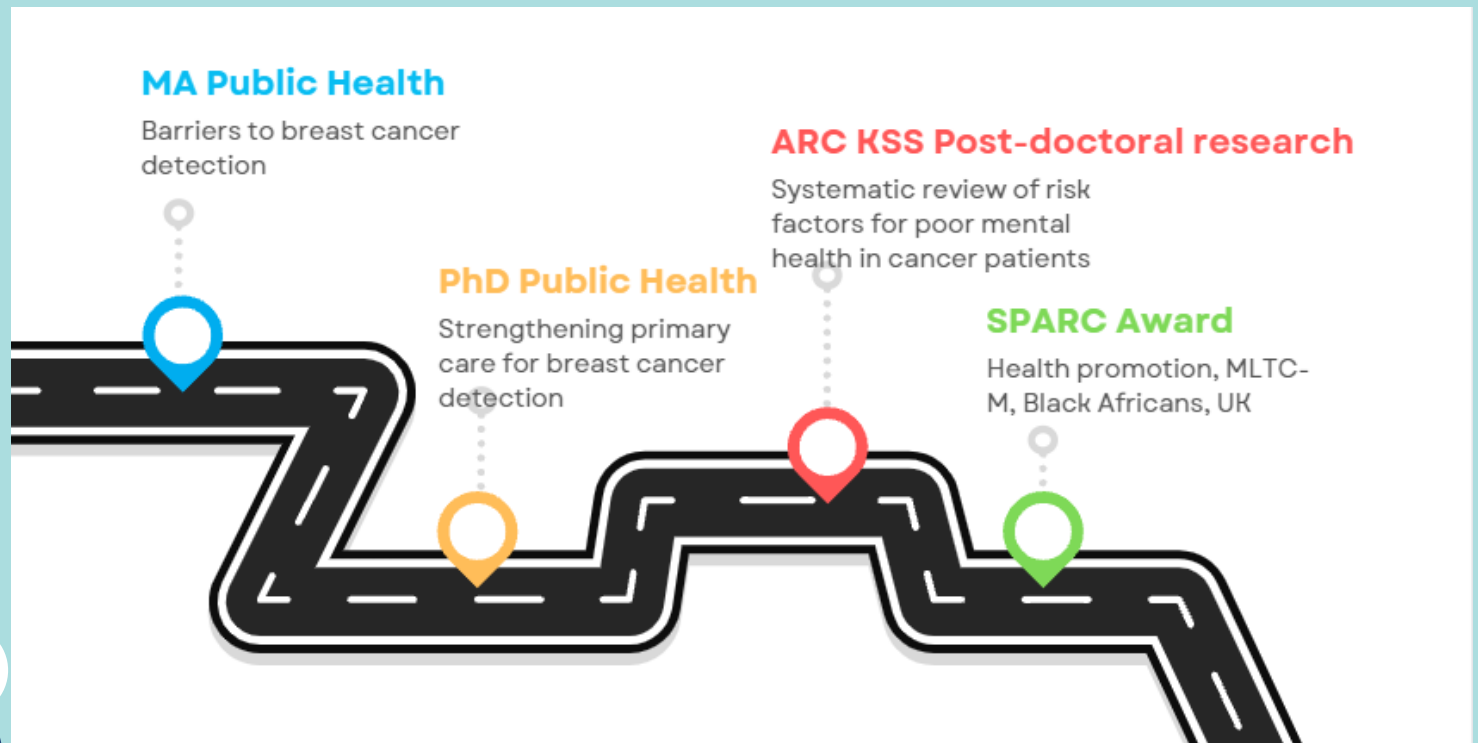 MA Public Health
Barriers to breast cancer
detection
PhD Public Health
Strengthening primary
care for breast cancer
detection
ARC KSS Post-doctoral research
Systematic review of risk
factors for poor mental
health in cancer patients
SPARC Award
Health promotion, MLTC-
M, Black Africans, UK